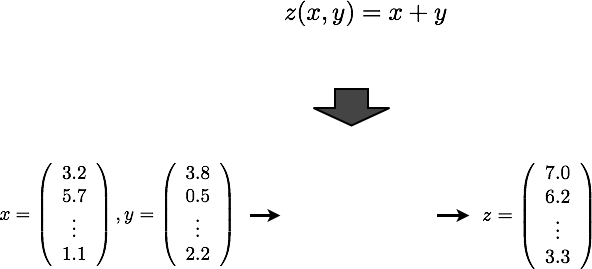 z(x, y) = x + y
x = ( 3.2 5.7 ⋮ 1.1 ) , y = ( 3.8 0.5 ⋮ 2.2 ) → → z = ( 7.0 6.2 ⋮ 3.3 )